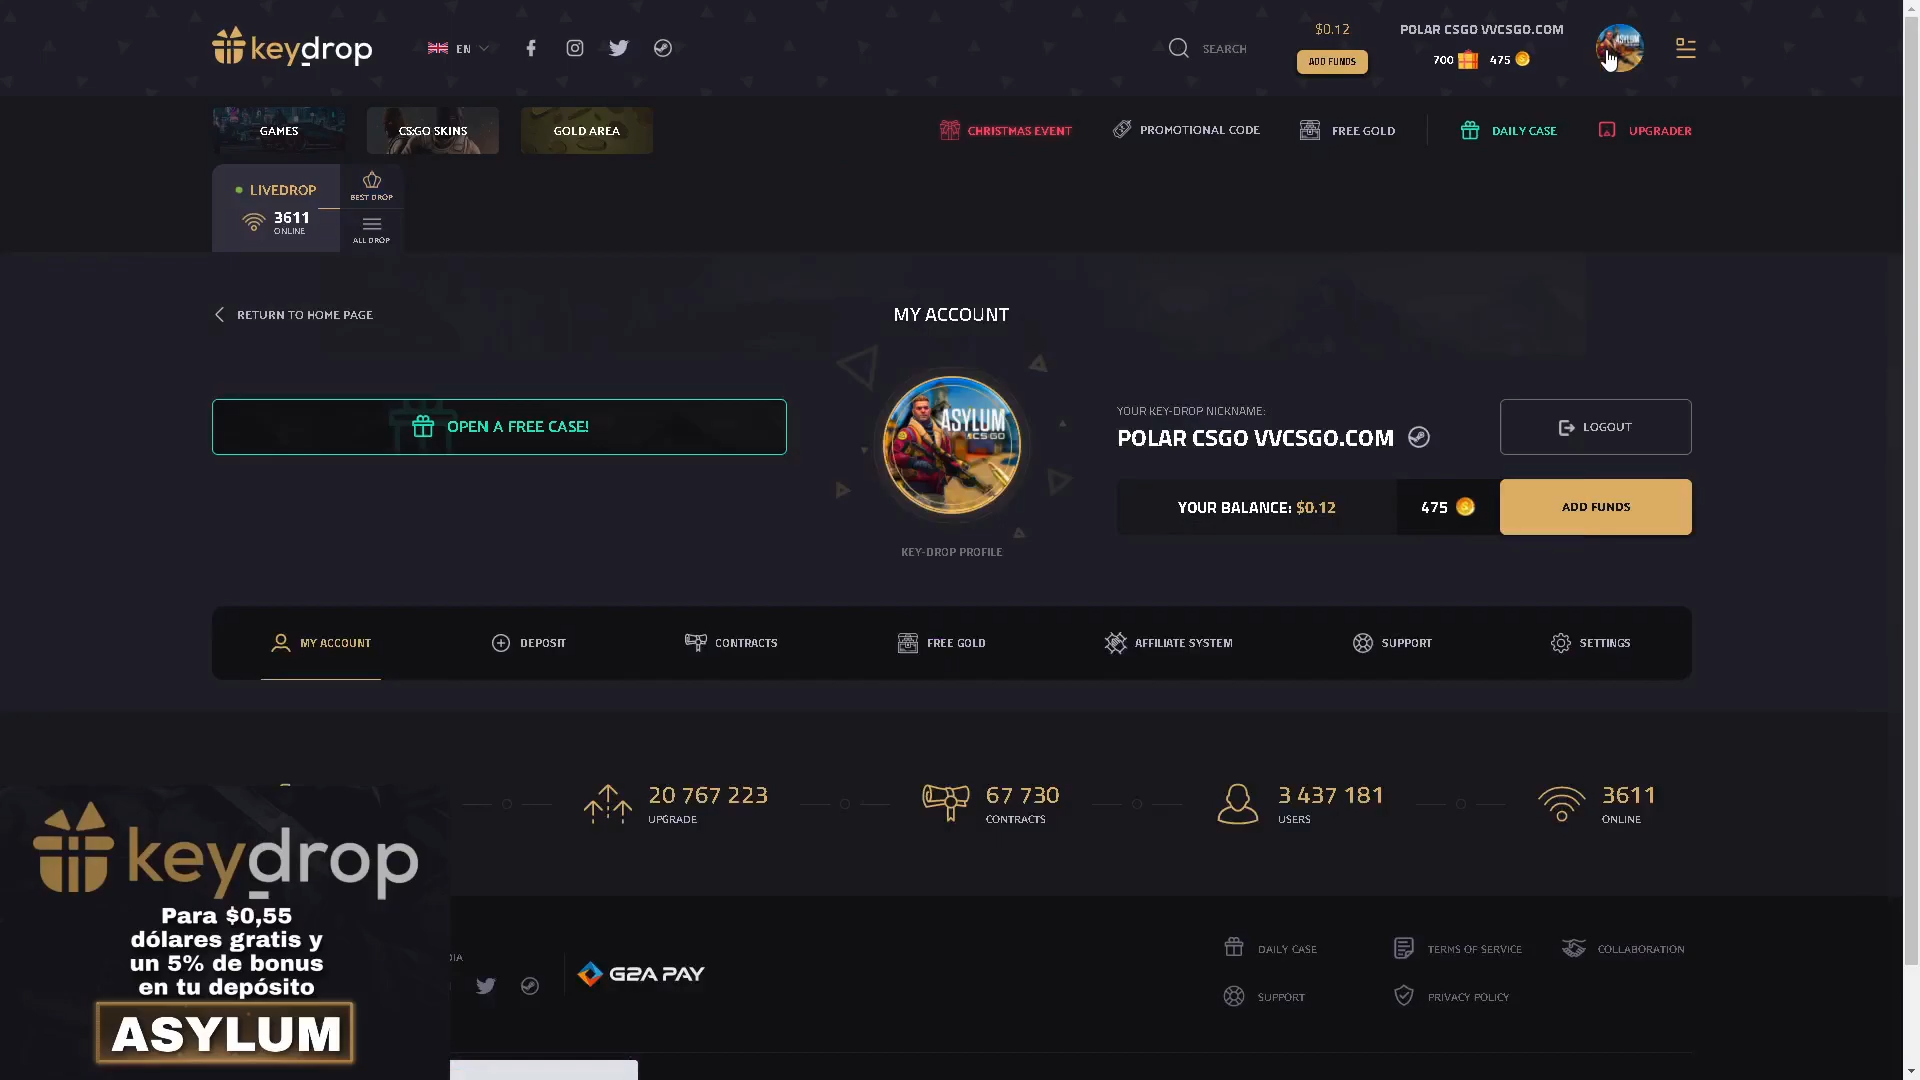 keydrop
EN
SEARCH
$0.12
ADD FUNDS
POLAR CSGO VVCSGO.COM
700 475
GAMES
CS:GO SKINS
GOLD AREA
CHRISTMAS EVENT
PROMOTIONAL CODE
FREE GOLD
DAILY CASE
UPGRADER
LIVEDROP
3611
ONLINE
BEST DROP
ALL DROP
RETURN TO HOME PAGE
MY ACCOUNT
OPEN A FREE CASE!
ASYLUM
CS:GO
KEY-DROP PROFILE
YOUR KEY-DROP NICKNAME:
POLAR CSGO VVCSGO.COM
LOGOUT
YOUR BALANCE: $0.12
475
ADD FUNDS
MY ACCOUNT
DEPOSIT
CONTRACTS
FREE GOLD
AFFILIATE SYSTEM
SUPPORT
SETTINGS
20 767 223
UPGRADE
67 730
CONTRACTS
3 437 181
USERS
3611
ONLINE
keydrop
Para $0,55
dólares gratis y
un 5% de bonus
en tu depósito
ASYLUM
G2A PAY
DAILY CASE
TERMS OF SERVICE
COLLABORATION
SUPPORT
PRIVACY POLICY